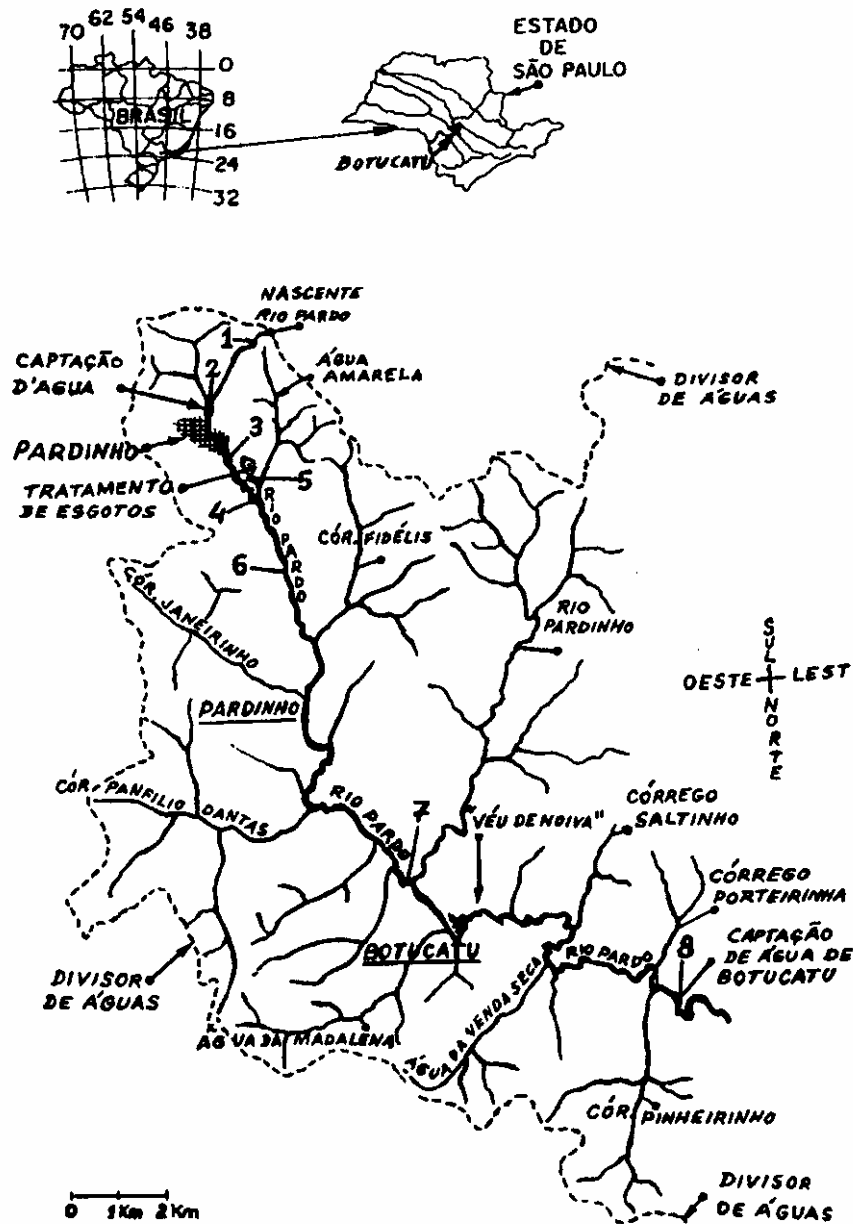 70 62 54 46 38
0
8
BRASIL
16
24
32
ESTADO
DE
SÃO PAULO
BOTUCATU
NASCENTE
RIO PARDO
1
2
CAPTAÇÃO
D'AGUA
ÁGUA
AMARELA
DIVISOR
DE ÁGUAS
PARDINHO
3
TRATAMENTO
DE ESGOTOS
5
4
RIO PARDO
CÓR. FIDÉLIS
6
CÓR. JANEIRINHO
RIO
PARDINHO
SUL
OESTE LEST
NORTE
PARDINHO
CÓR. PANFILIO DANTAS
RIO PARDO
7
"VÉU DE NOIVA"
CÓRREGO
SALTINHO
CÓRREGO
PORTEIRINHA
BOTUCATU
RIO PARDO
8
CAPTAÇÃO
DE ÁGUA DE
BOTUCATU
DIVISOR
DE ÁGUAS
ÁGUA DA MADALENA
ÁGUA DA VENDA SECA
CÓR. PINHEIRINHO
0 1Km 2Km
DIVISOR
DE ÁGUAS